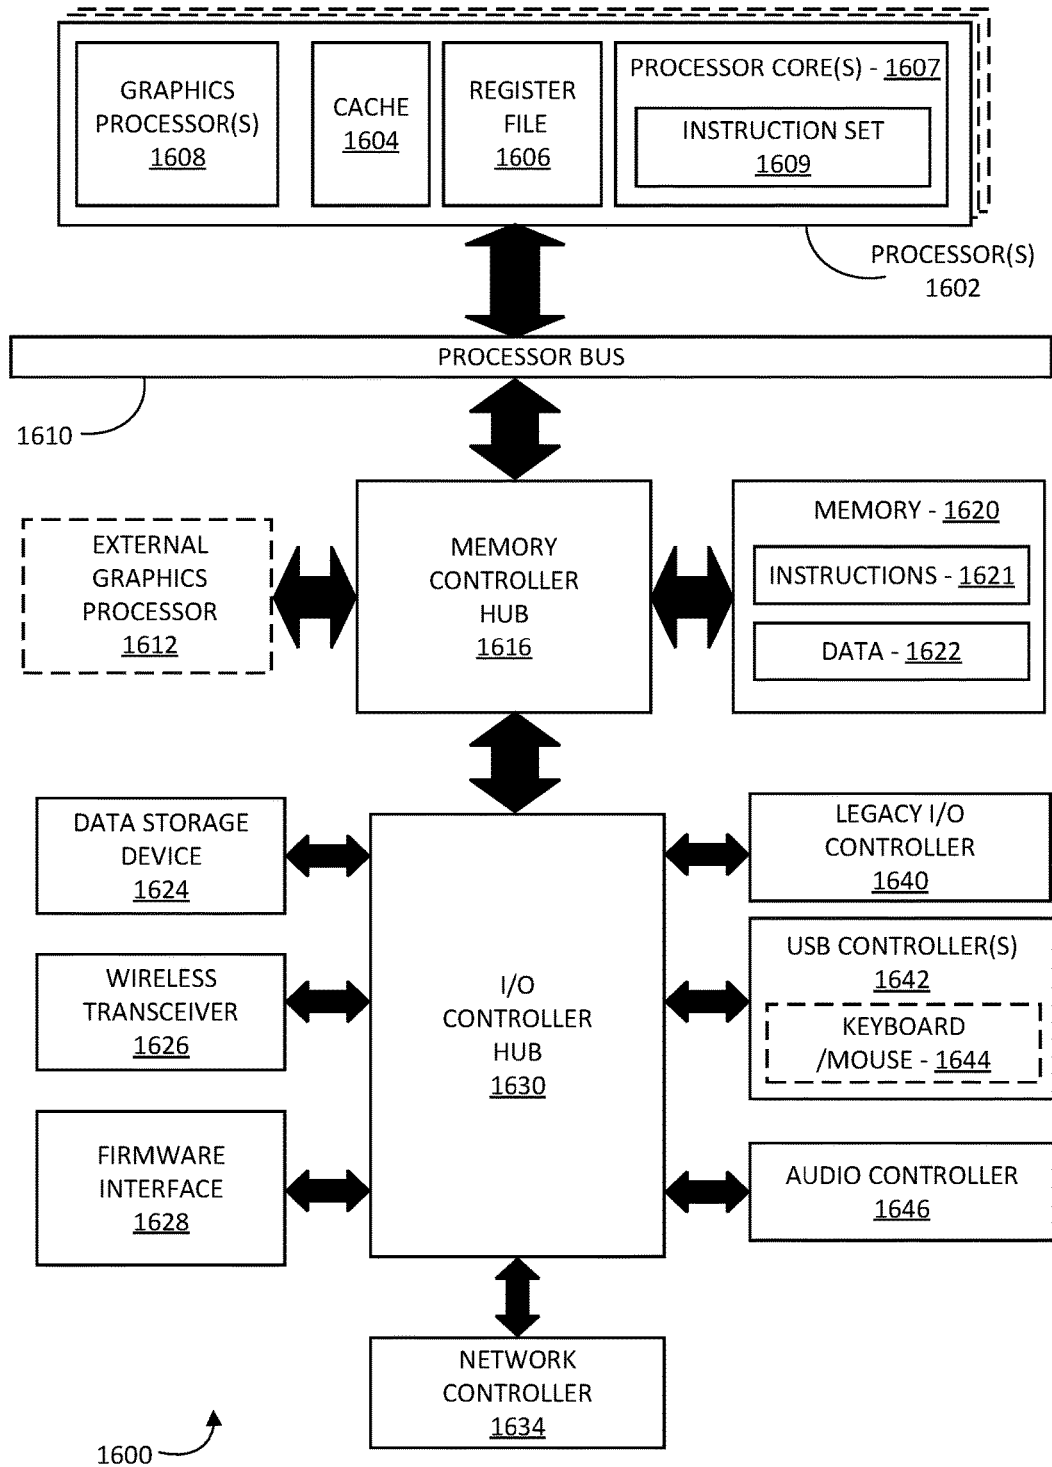 GRAPHICS
PROCESSOR(S)
1608
CACHE
1604
REGISTER
FILE
1606
PROCESSOR CORE(S) - 1607
INSTRUCTION SET
1609
PROCESSOR(S)
1602
PROCESSOR BUS
1610
EXTERNAL
GRAPHICS
PROCESSOR
1612
MEMORY
CONTROLLER
HUB
1616
MEMORY - 1620
INSTRUCTIONS - 1621
DATA - 1622
DATA STORAGE
DEVICE
1624
WIRELESS
TRANSCEIVER
1626
FIRMWARE
INTERFACE
1628
I/O
CONTROLLER
HUB
1630
LEGACY I/O
CONTROLLER
1640
USB CONTROLLER(S)
1642
KEYBOARD
/MOUSE - 1644
AUDIO CONTROLLER
1646
NETWORK
CONTROLLER
1634
1600